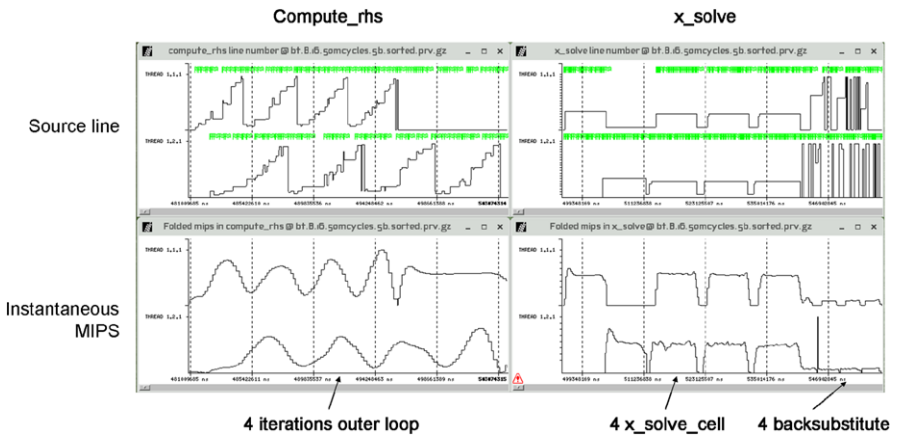 Compute_rhs
x_solve
compute_rhs line number @ bt.B.i6.50mcycles.5b.sorted.prv.gz
x_solve line number @ bt.B.i6.50mcycles.5b.sorted.prv.gz
THREAD 1.1.1
THREAD 1.1.1
Source line
THREAD 1.2.1
THREAD 1.2.1
Folded mips in compute_rhs @ bt.B.i6.50mcycles.5b.sorted.prv.gz
Folded mips in x_solve @ bt.B.i6.50mcycles.5b.sorted.prv.gz
THREAD 1.1.1
THREAD 1.1.1
Instantaneous
MIPS
THREAD 1.2.1
THREAD 1.2.1
4 iterations outer loop
4 x_solve_cell
4 backsubstitute